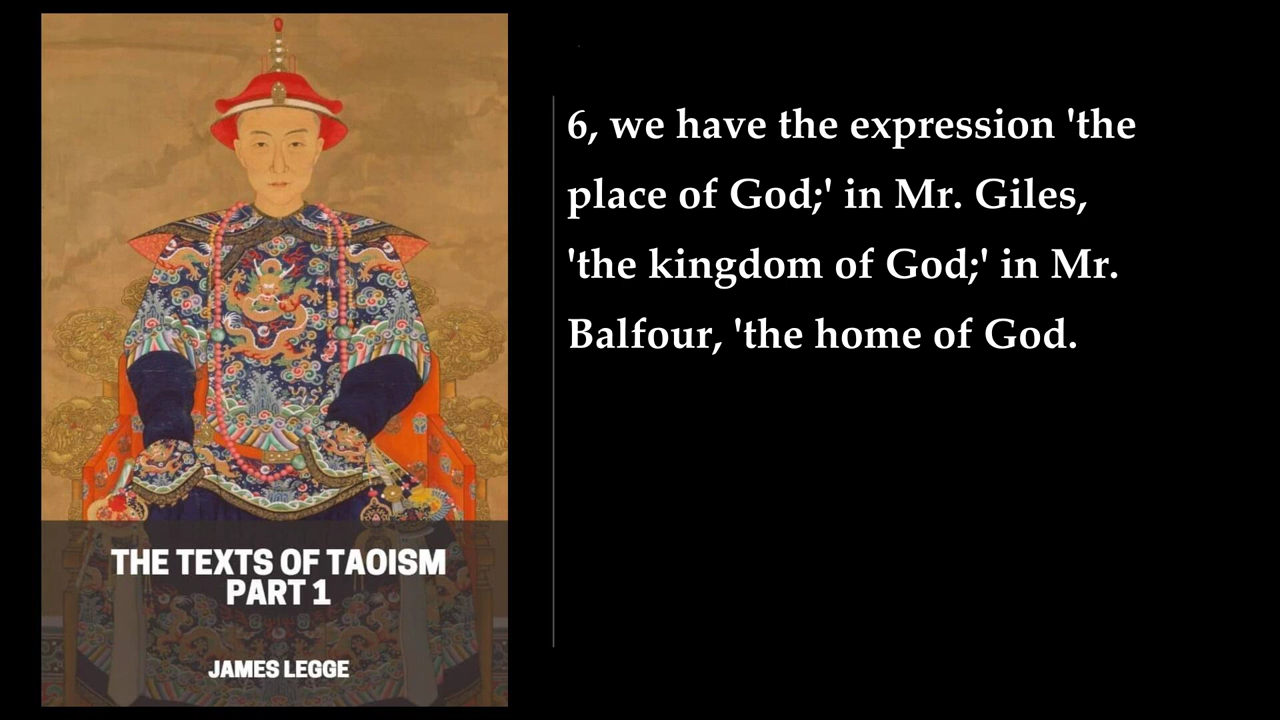 6, we have the expression 'the
place of God;' in Mr. Giles,
'the kingdom of God;' in Mr.
Balfour, 'the home of God.
THE TEXTS OF TAOISM
PART 1
JAMES LEGGE